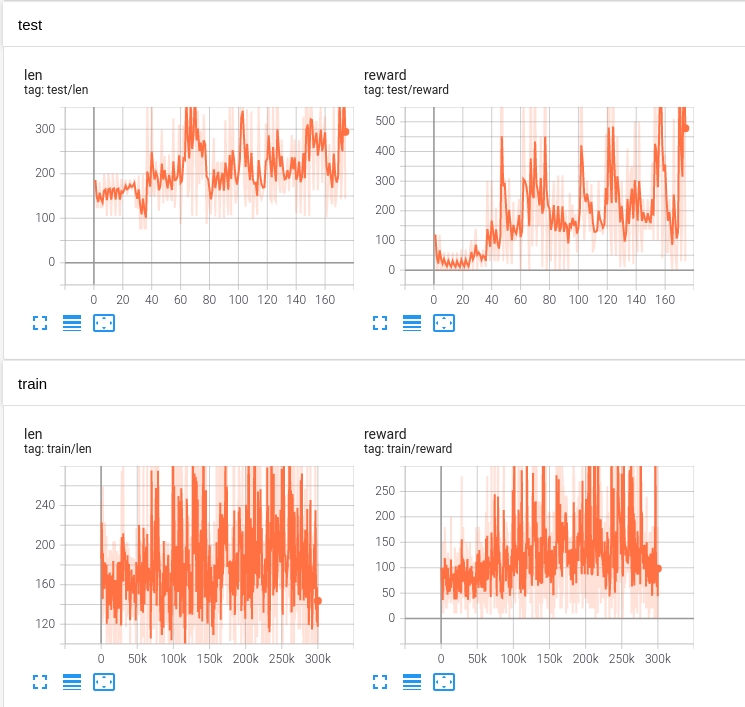 test
len
tag: test/len
300
200
100
0
0 20 40 60 80 100 120 140 160
reward
tag: test/reward
500
400
300
200
100
0
0 20 40 60 80 100 120 140 160
train
len
tag: train/len
240
200
160
120
0 50k 100k 150k 200k 250k 300k
reward
tag: train/reward
250
200
150
100
50
0
0 50k 100k 150k 200k 250k 300k